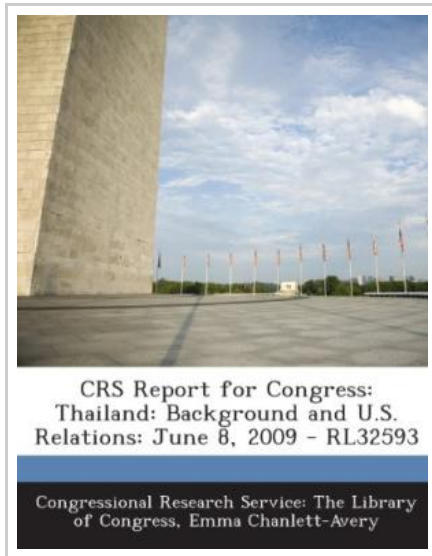 CRS Report for Congress:
Thailand: Background and U.S.
Relations: June 8, 2009 - RL32593
Congressional Research Service: The Library
of Congress, Emma Chanlett-Avery